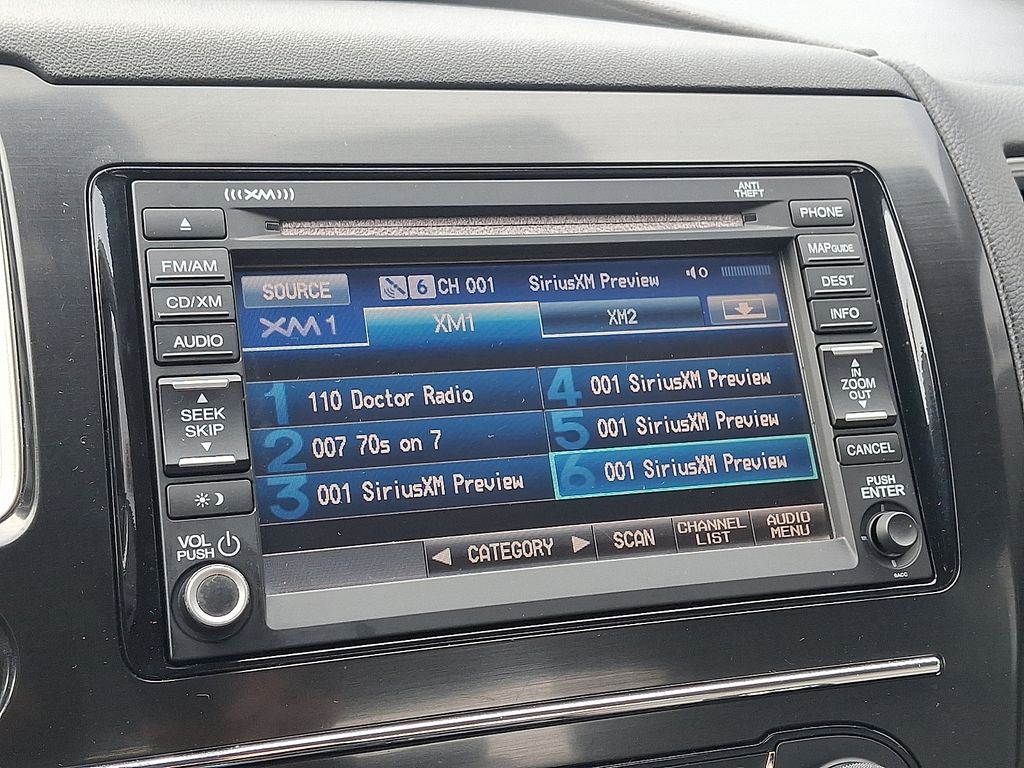 (((XM)))
ANTI
THEFT
FM/AM
CD/XM
AUDIO
SEEK
SKIP
VOL
PUSH
SOURCE
6 CH 001 SiriusXM Preview 0
XM1 XM1 XM2
1 110 Doctor Radio
2 007 70s on 7
3 001 SiriusXM Preview
4 001 SiriusXM Preview
5 001 SiriusXM Preview
6 001 SiriusXM Preview
CATEGORY
SCAN
CHANNEL
LIST
AUDIO
MENU
PHONE
MAP GUIDE
DEST
INFO
IN
ZOOM
OUT
CANCEL
PUSH
ENTER